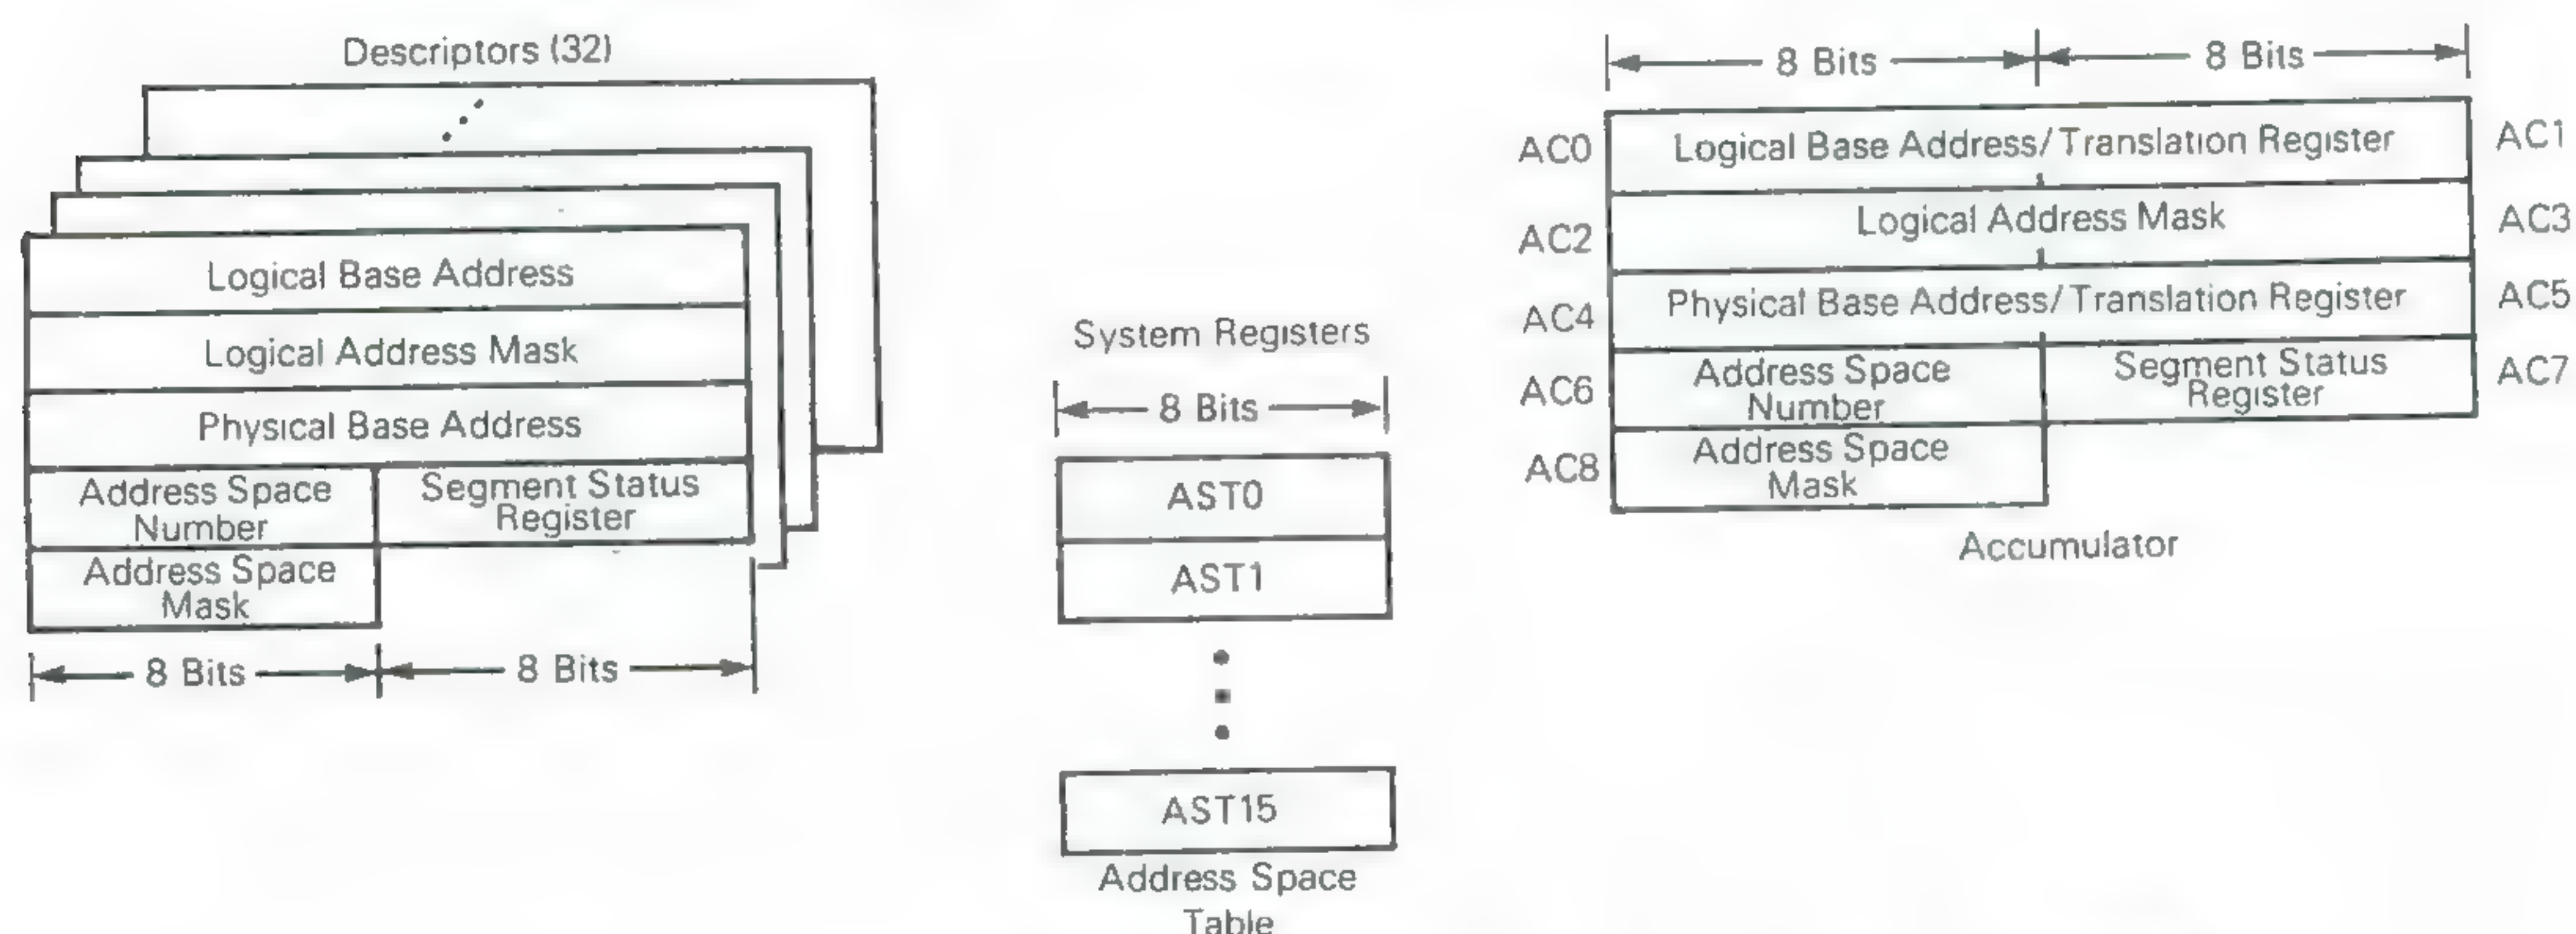 Descriptors (32)
Logical Base Address
Logical Address Mask
Physical Base Address
Address Space
Number
Segment Status
Register
Address Space
Mask
8 Bits
8 Bits
System Registers
8 Bits
AST0
AST1
AST15
Address Space
Table
8 Bits
8 Bits
AC0
Logical Base Address/Translation Register
AC1
AC2
Logical Address Mask
AC3
AC4
Physical Base Address/Translation Register
AC5
AC6
Address Space
Number
Segment Status
Register
AC7
AC8
Address Space
Mask
Accumulator